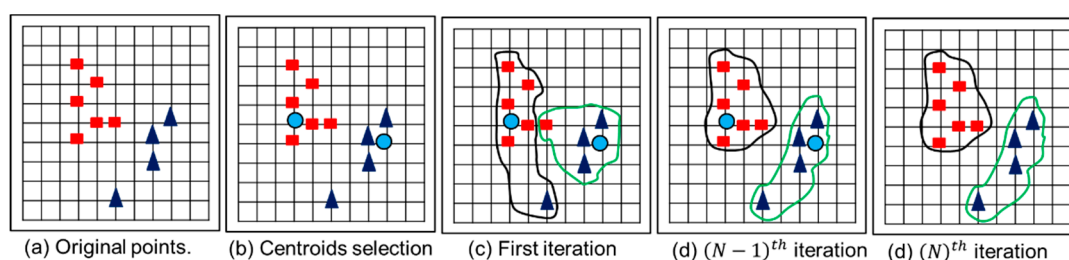 (a) Original points.
(b) Centroids selection
(c) First iteration
(d) (N − 1)ᵗʰ iteration
(d) (N)ᵗʰ iteration